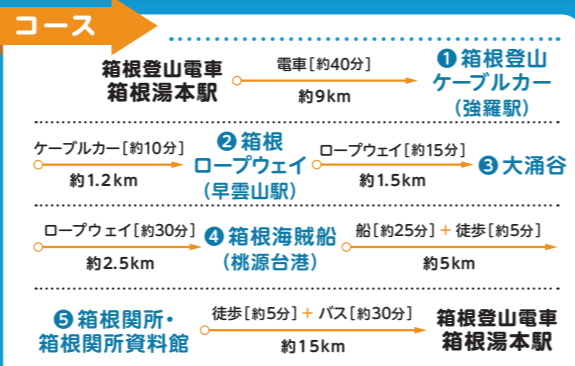 コース
箱根登山電車
箱根湯本駅
電車[約40分]
約9km
❶箱根登山
ケーブルカー
(強羅駅)
ケーブルカー[約10分]
約1.2km
❷箱根
ロープウェイ
(早雲山駅)
ロープウェイ[約15分]
約1.5km
❸大涌谷
ロープウェイ[約30分]
約2.5km
❹箱根海賊船
(桃源台港)
船[約25分]+徒歩[約5分]
約5km
❺箱根関所・
箱根関所資料館
徒歩[約5分]+バス[約30分]
約15km
箱根登山電車
箱根湯本駅